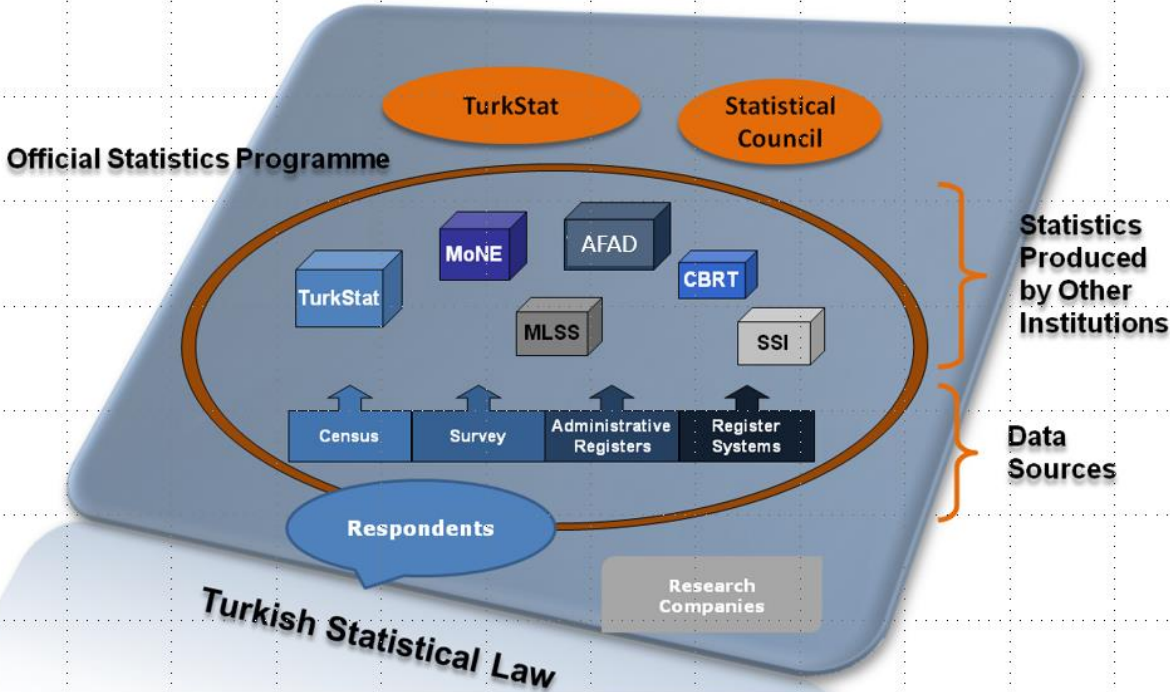 TurkStat
Statistical
Council
Official Statistics Programme
MoNE
AFAD
TurkStat
CBRT
MLSS
SSI
Statistics
Produced
by Other
Institutions
Census
Survey
Administrative
Registers
Register
Systems
Data
Sources
Respondents
Research
Companies
Turkish Statistical Law